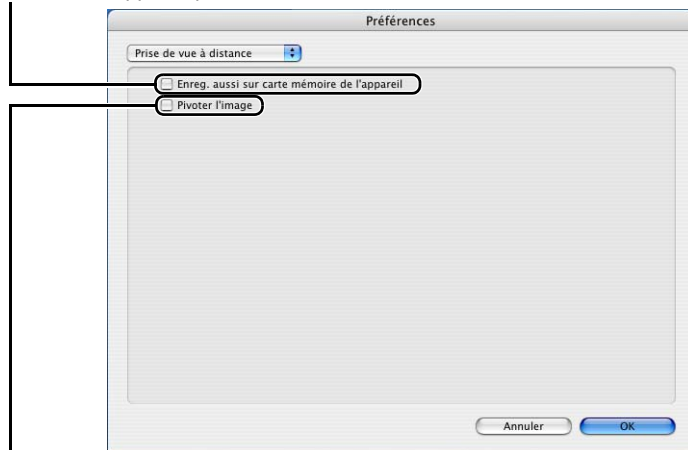 Préférences
Prise de vue à distance
Enreg. aussi sur carte mémoire de l'appareil
Pivoter l'image
Annuler
OK